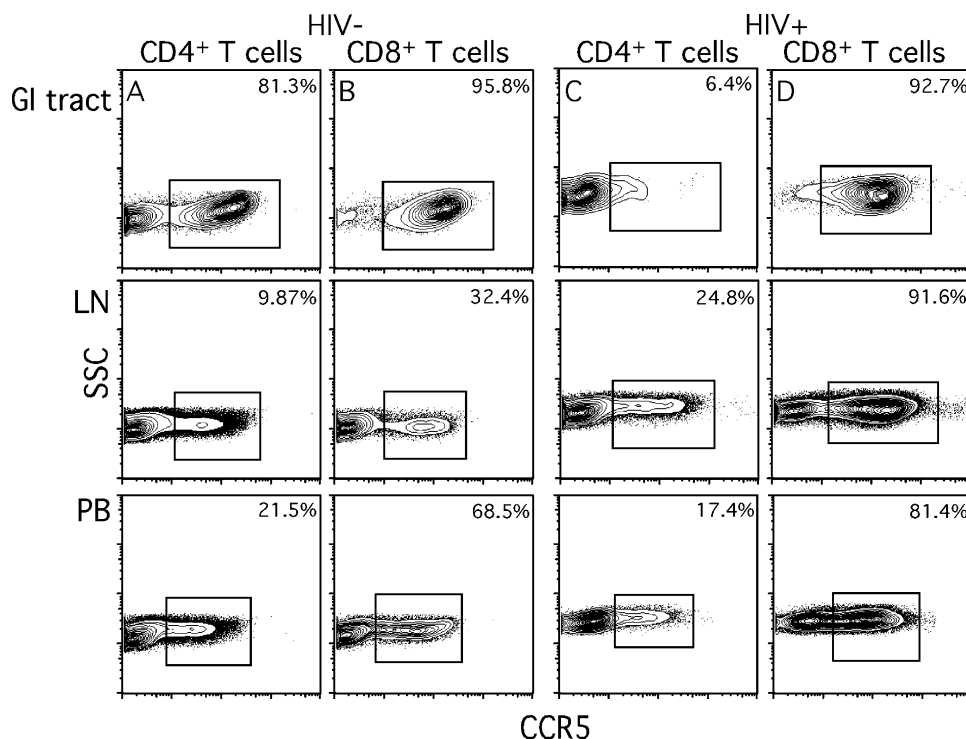 HIV- HIV+
CD4+ T cells CD8+ T cells CD4+ T cells CD8+ T cells
GI tract A 81.3% B 95.8% C 6.4% D 92.7%
LN 9.87% 32.4% 24.8% 91.6%
SSC
PB 21.5% 68.5% 17.4% 81.4%
CCR5